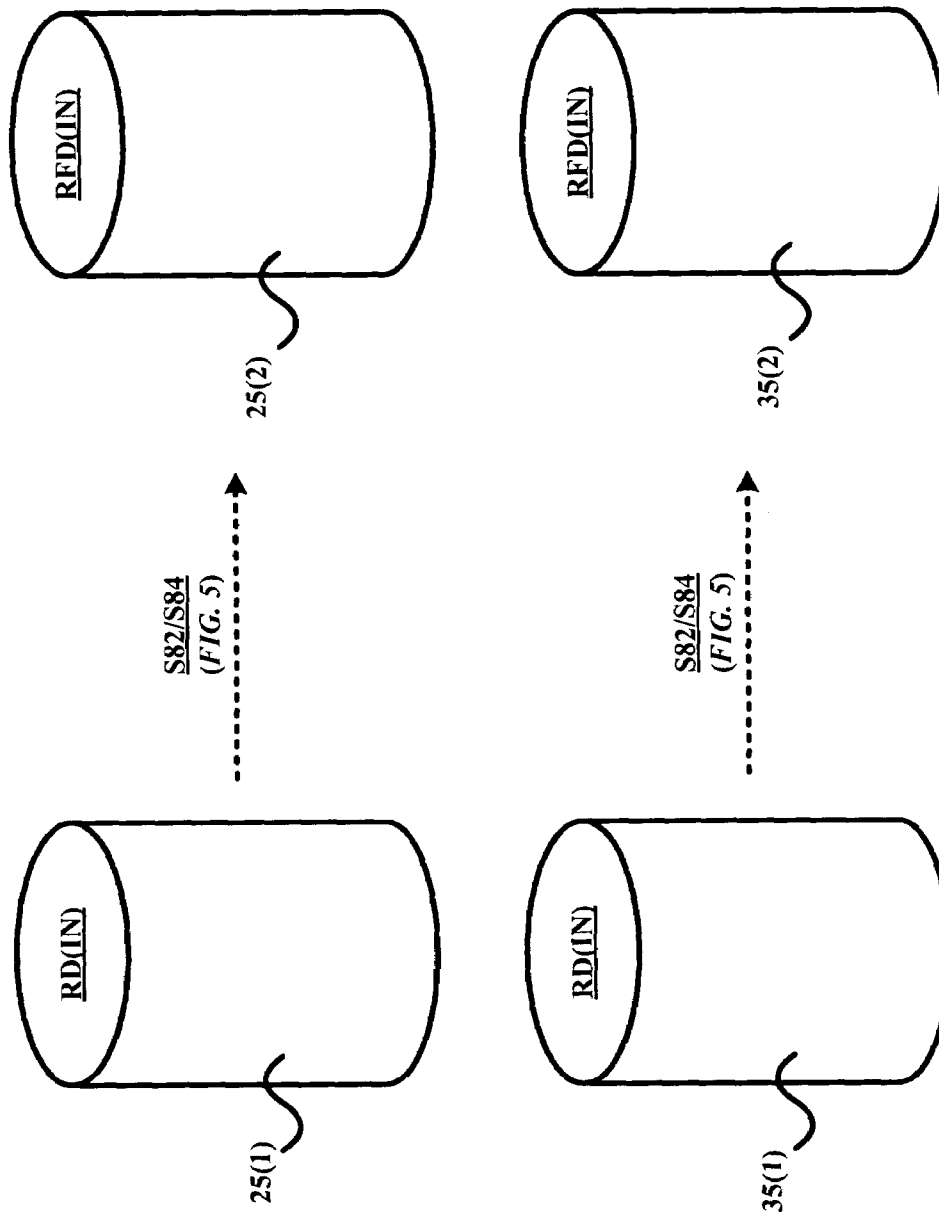 RD(IN)
RFD(IN)
S82/S84
(FIG. 5)
25(1)
25(2)
RD(IN)
RFD(IN)
S82/S84
(FIG. 5)
35(1)
35(2)